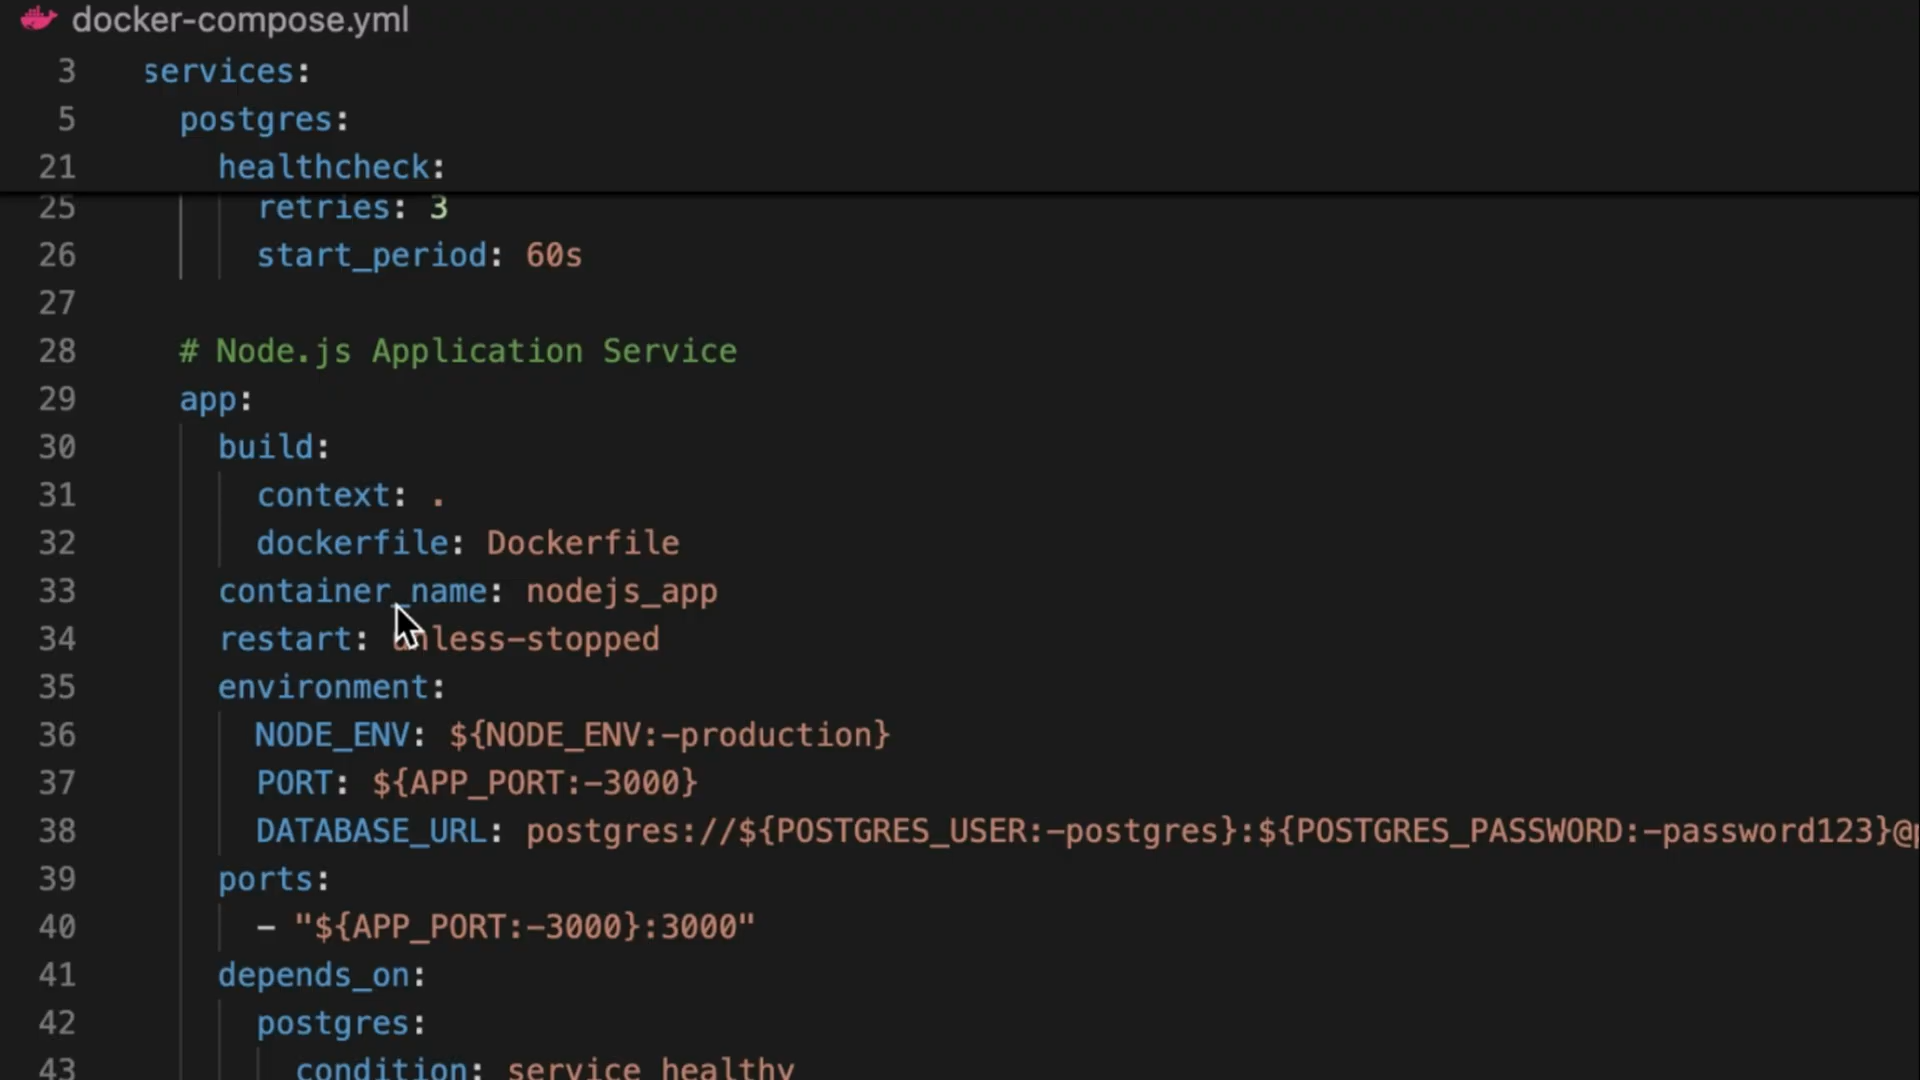 docker-compose.yml
3 services:
5 postgres:
21 healthcheck:
25 retries: 3
26 start_period: 60s
27
28 # Node.js Application Service
29 app:
30 build:
31 context: .
32 dockerfile: Dockerfile
33 container_name: nodejs_app
34 restart: unless-stopped
35 environment:
36 NODE_ENV: ${NODE_ENV:-production}
37 PORT: ${APP_PORT:-3000}
38 DATABASE_URL: postgres://${POSTGRES_USER:-postgres}:${POSTGRES_PASSWORD:-password123}@p
39 ports:
40 - "${APP_PORT:-3000}:3000"
41 depends_on:
42 postgres:
43 condition: service_healthy